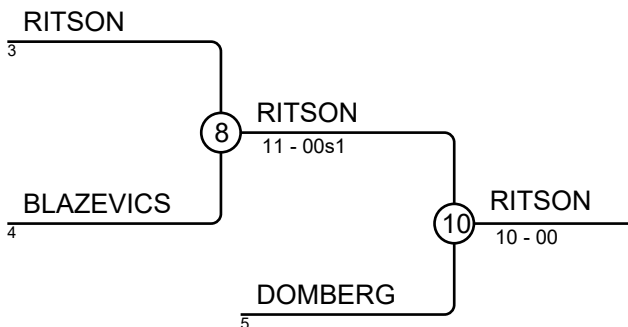 RITSON
3
8
RITSON
11 - 00s1
BLAZEVICS
4
10
RITSON
10 - 00
DOMBERG
5